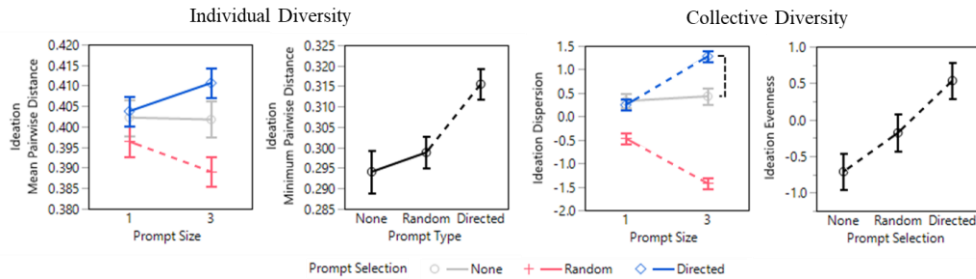 Individual Diversity
Collective Diversity
Ideation
Mean Pairwise Distance
0.420
0.415
0.410
0.405
0.400
0.395
0.390
0.385
0.380
1
3
Prompt Size
Ideation
Minimum Pairwise Distance
0.325
0.320
0.315
0.310
0.305
0.300
0.295
0.290
0.285
None Random Directed
Prompt Type
Ideation Dispersion
1.5
1.0
0.5
0.0
-0.5
-1.0
-1.5
-2.0
1
3
Prompt Size
Ideation Evenness
1.0
0.5
0.0
-0.5
-1.0
None Random Directed
Prompt Selection
Prompt Selection None Random Directed